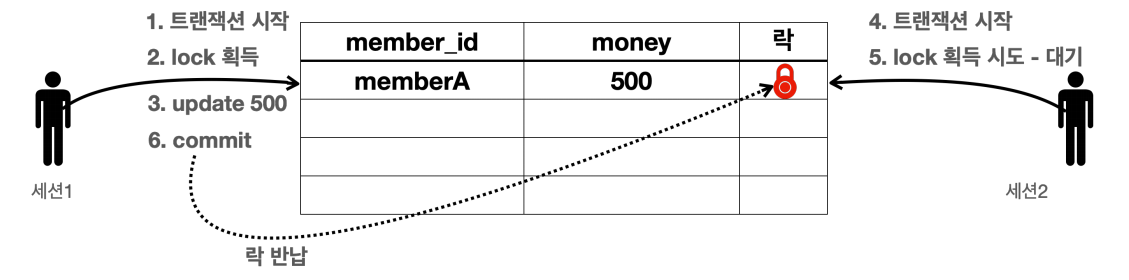 1. 트랜잭션 시작
2. lock 획득
3. update 500
6. commit
세션1
락 반납
member_id money 락
memberA 500
4. 트랜잭션 시작
5. lock 획득 시도 - 대기
세션2